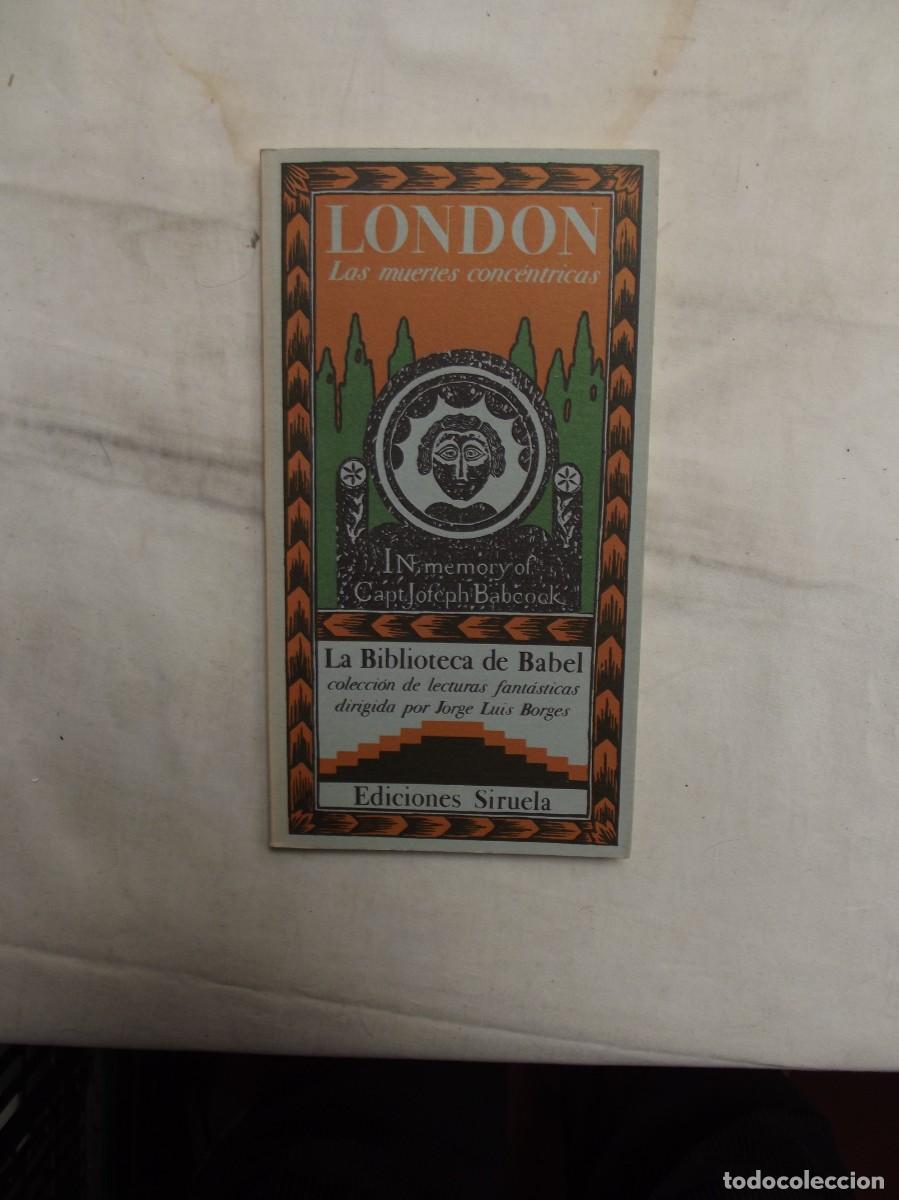 LONDON
Las muertes concéntricas
IN memory of
Capt Joſeph Babcock
La Biblioteca de Babel
colección de lecturas fantásticas
dirigida por Jorge Luis Borges
Ediciones Siruela
todocoleccion